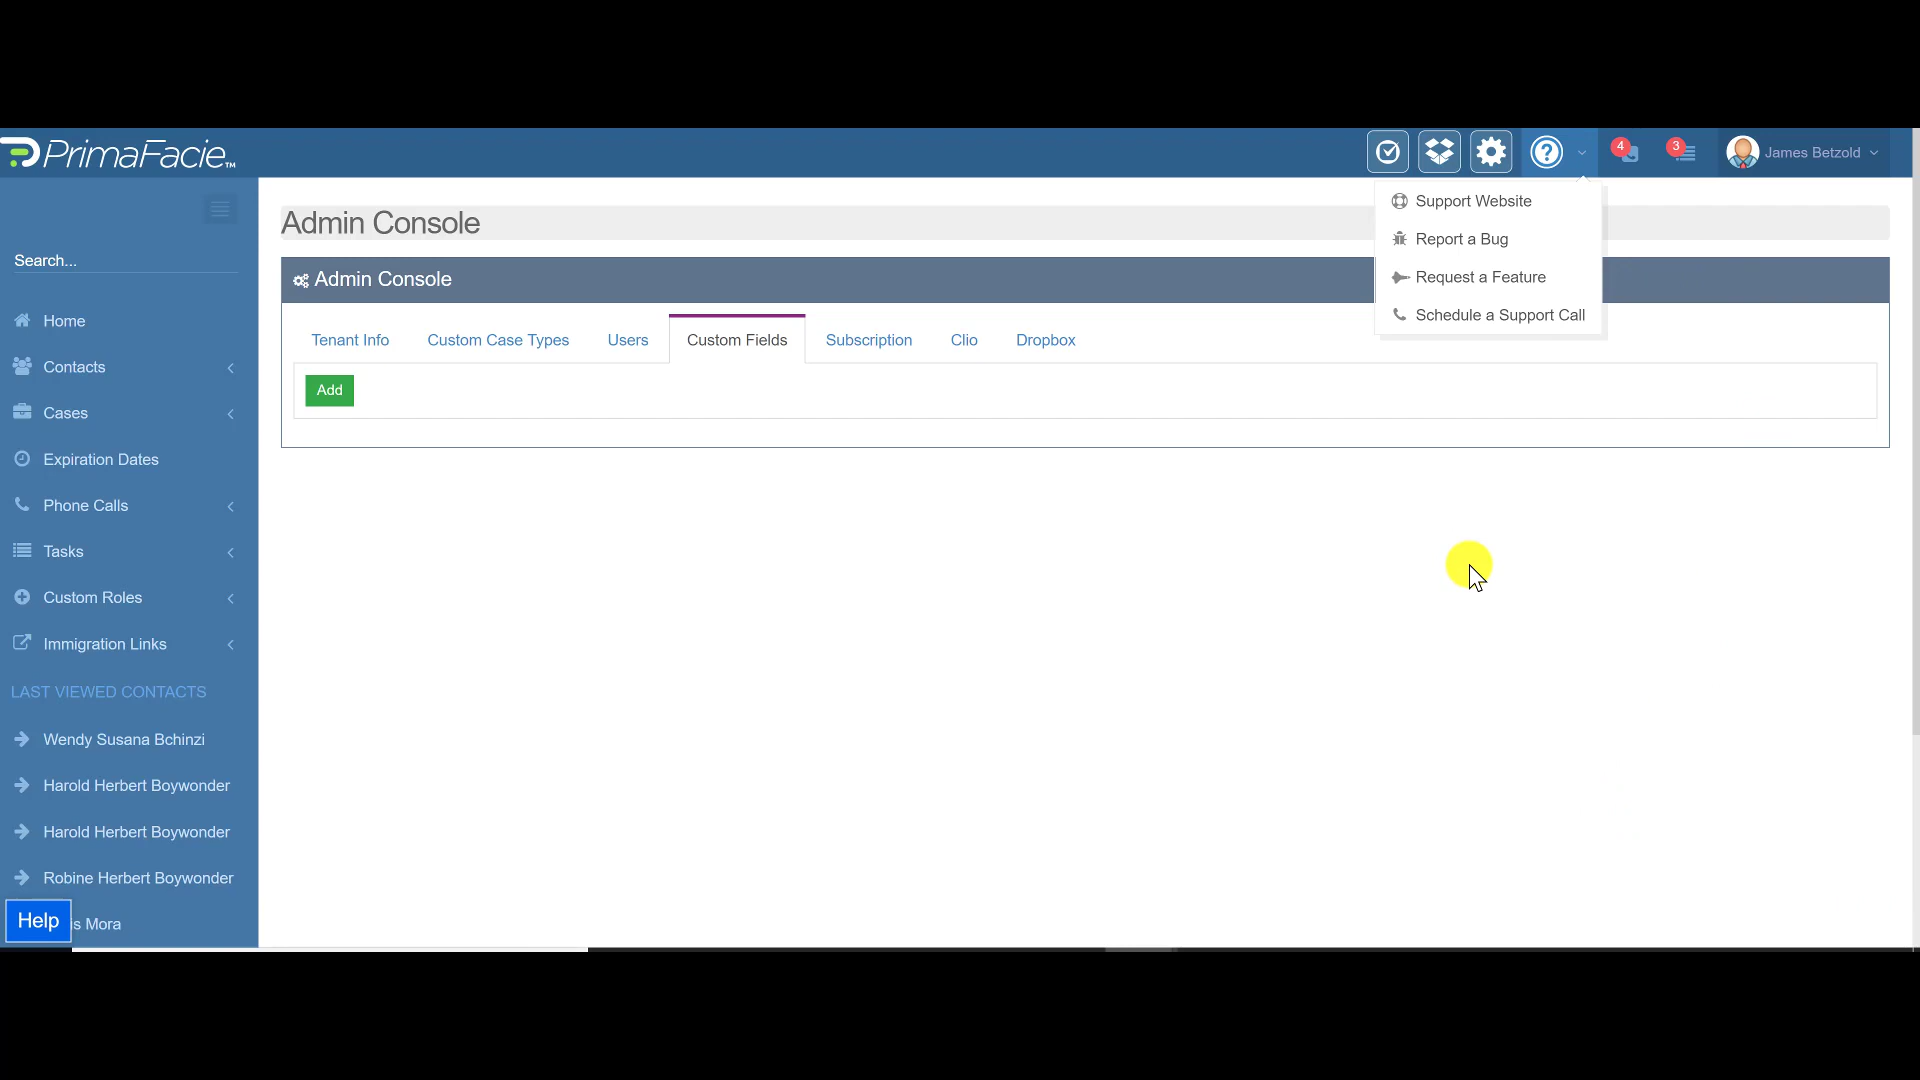 PrimaFacie™
4
3
James Betzold
Support Website
Report a Bug
Request a Feature
Schedule a Support Call
Search...
Home
Contacts
Cases
Expiration Dates
Phone Calls
Tasks
Custom Roles
Immigration Links
LAST VIEWED CONTACTS
Wendy Susana Bchinzi
Harold Herbert Boywonder
Harold Herbert Boywonder
Robine Herbert Boywonder
s Mora
Help
Admin Console
Admin Console
Tenant Info Custom Case Types Users Custom Fields Subscription Clio Dropbox
Add